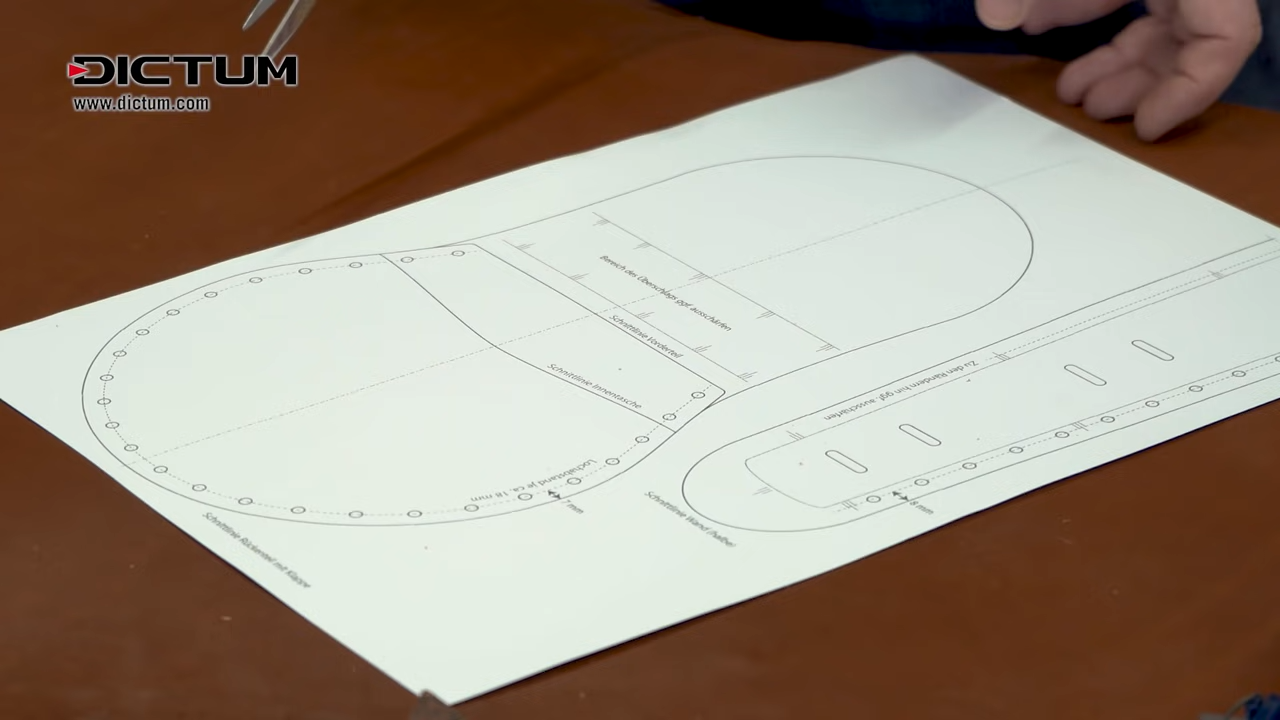 DICTUM
www.dictum.com
Bereich des Überschlags ggf. ausschärfen
Schnittlinie Vorderteil
Schnittlinie Innentasche
Zu den Rändern hin ggf. ausschärfen
Lochabstand je ca. 18 mm
7 mm
8 mm
Schnittlinie Wand (halbe)
Schnittlinie Rückenteil mit Klappe